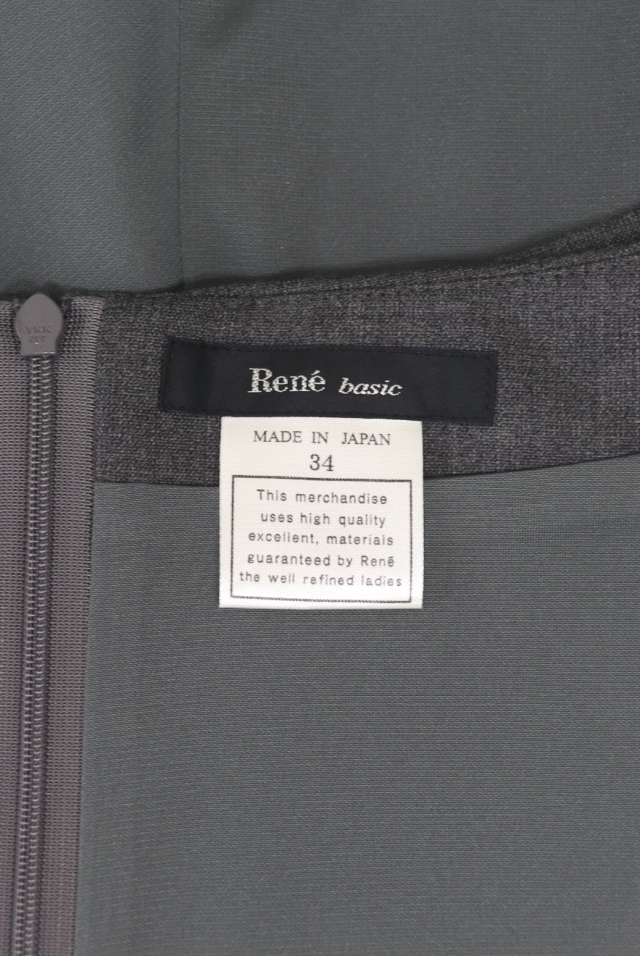 YKK
René basic
MADE IN JAPAN
34
This merchandise
uses high quality
excellent, materials
guaranteed by René
the well refined ladies